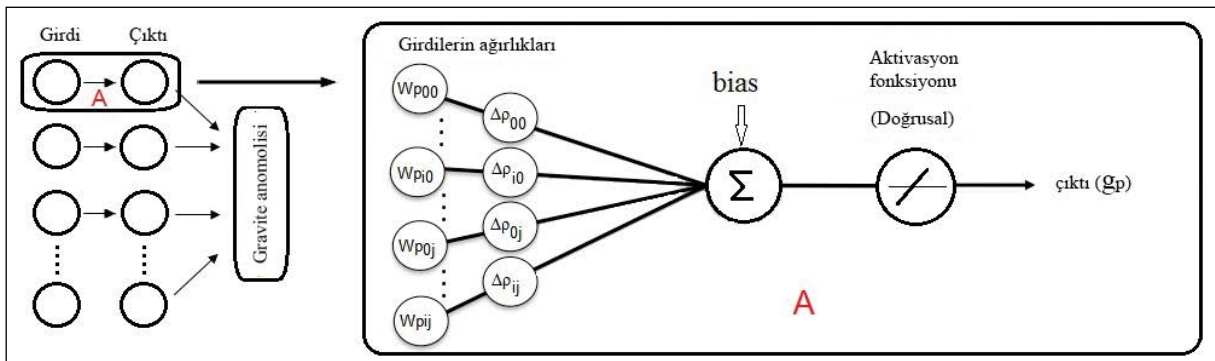 Girdi
Çıktı
A
Gravite anomolisi
Girdilerin ağırlıkları
Wp00
Δρ00
Wpi0
Δρi0
Wp0j
Δρ0j
Wpij
Δρij
bias
Σ
Aktivasyon
fonksiyonu
(Doğrusal)
çıktı (gp)
A